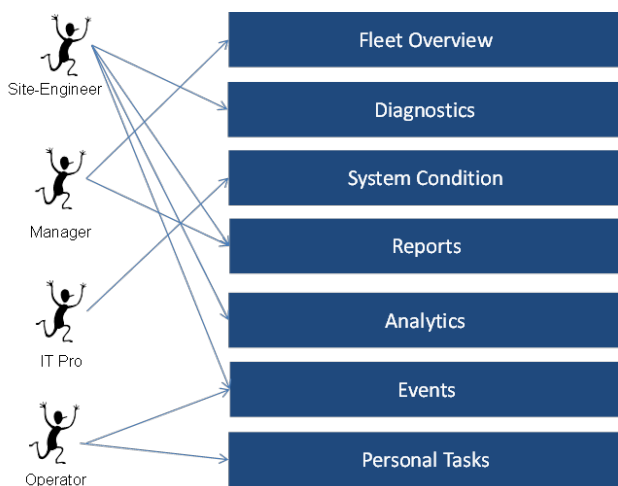 Site-Engineer
Manager
IT Pro
Operator
Fleet Overview
Diagnostics
System Condition
Reports
Analytics
Events
Personal Tasks